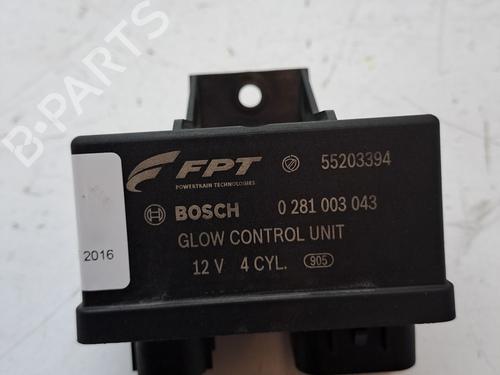 B-PARTS
FPT 55203394
POWERTRAIN TECHNOLOGIES
BOSCH 0 281 003 043
GLOW CONTROL UNIT
12 V 4 CYL. 905
2016